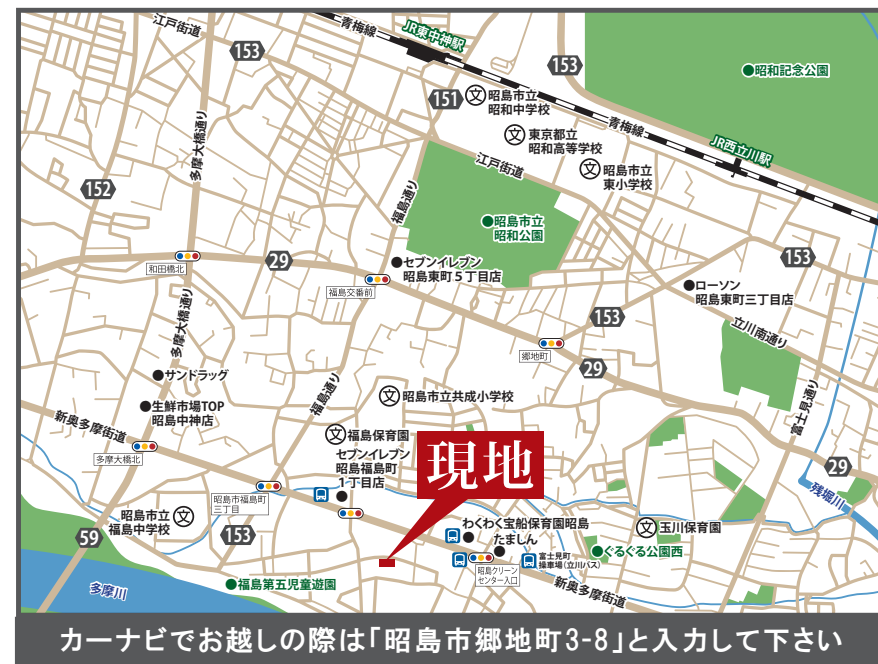 江戸街道
青梅線
JR東中神駅
153
153
昭和記念公園
151
昭島市立
昭和中学校
東京都立
昭和高等学校
青梅線
JR西立川駅
昭島市立
東小学校
多摩大橋通り
152
江戸街道
福島通り
昭島市立
昭和公園
和田橋北
29
セブンイレブン
昭島東町5丁目店
福島交番前
153
ローソン
昭島東町三丁目店
153
立川南通り
多摩大橋通り
郷地町
29
サンドラッグ
生鮮市場TOP
昭島中神店
福島通り
昭島市立共成小学校
富士見通り
新奥多摩街道
福島保育園
多摩大橋北
セブンイレブン
昭島福島町
1丁目店
現地
29
残堀川
昭島市福島町
三丁目
昭島市立
福島中学校
59
153
わくわく宝船保育園昭島
たましん
玉川保育園
富士見町
操車場(立川バス)
ぐるぐる公園西
昭島クリーン
センター入口
新奥多摩街道
多摩川
福島第五児童遊園
カーナビでお越しの際は「昭島市郷地町3-8」と入力して下さい